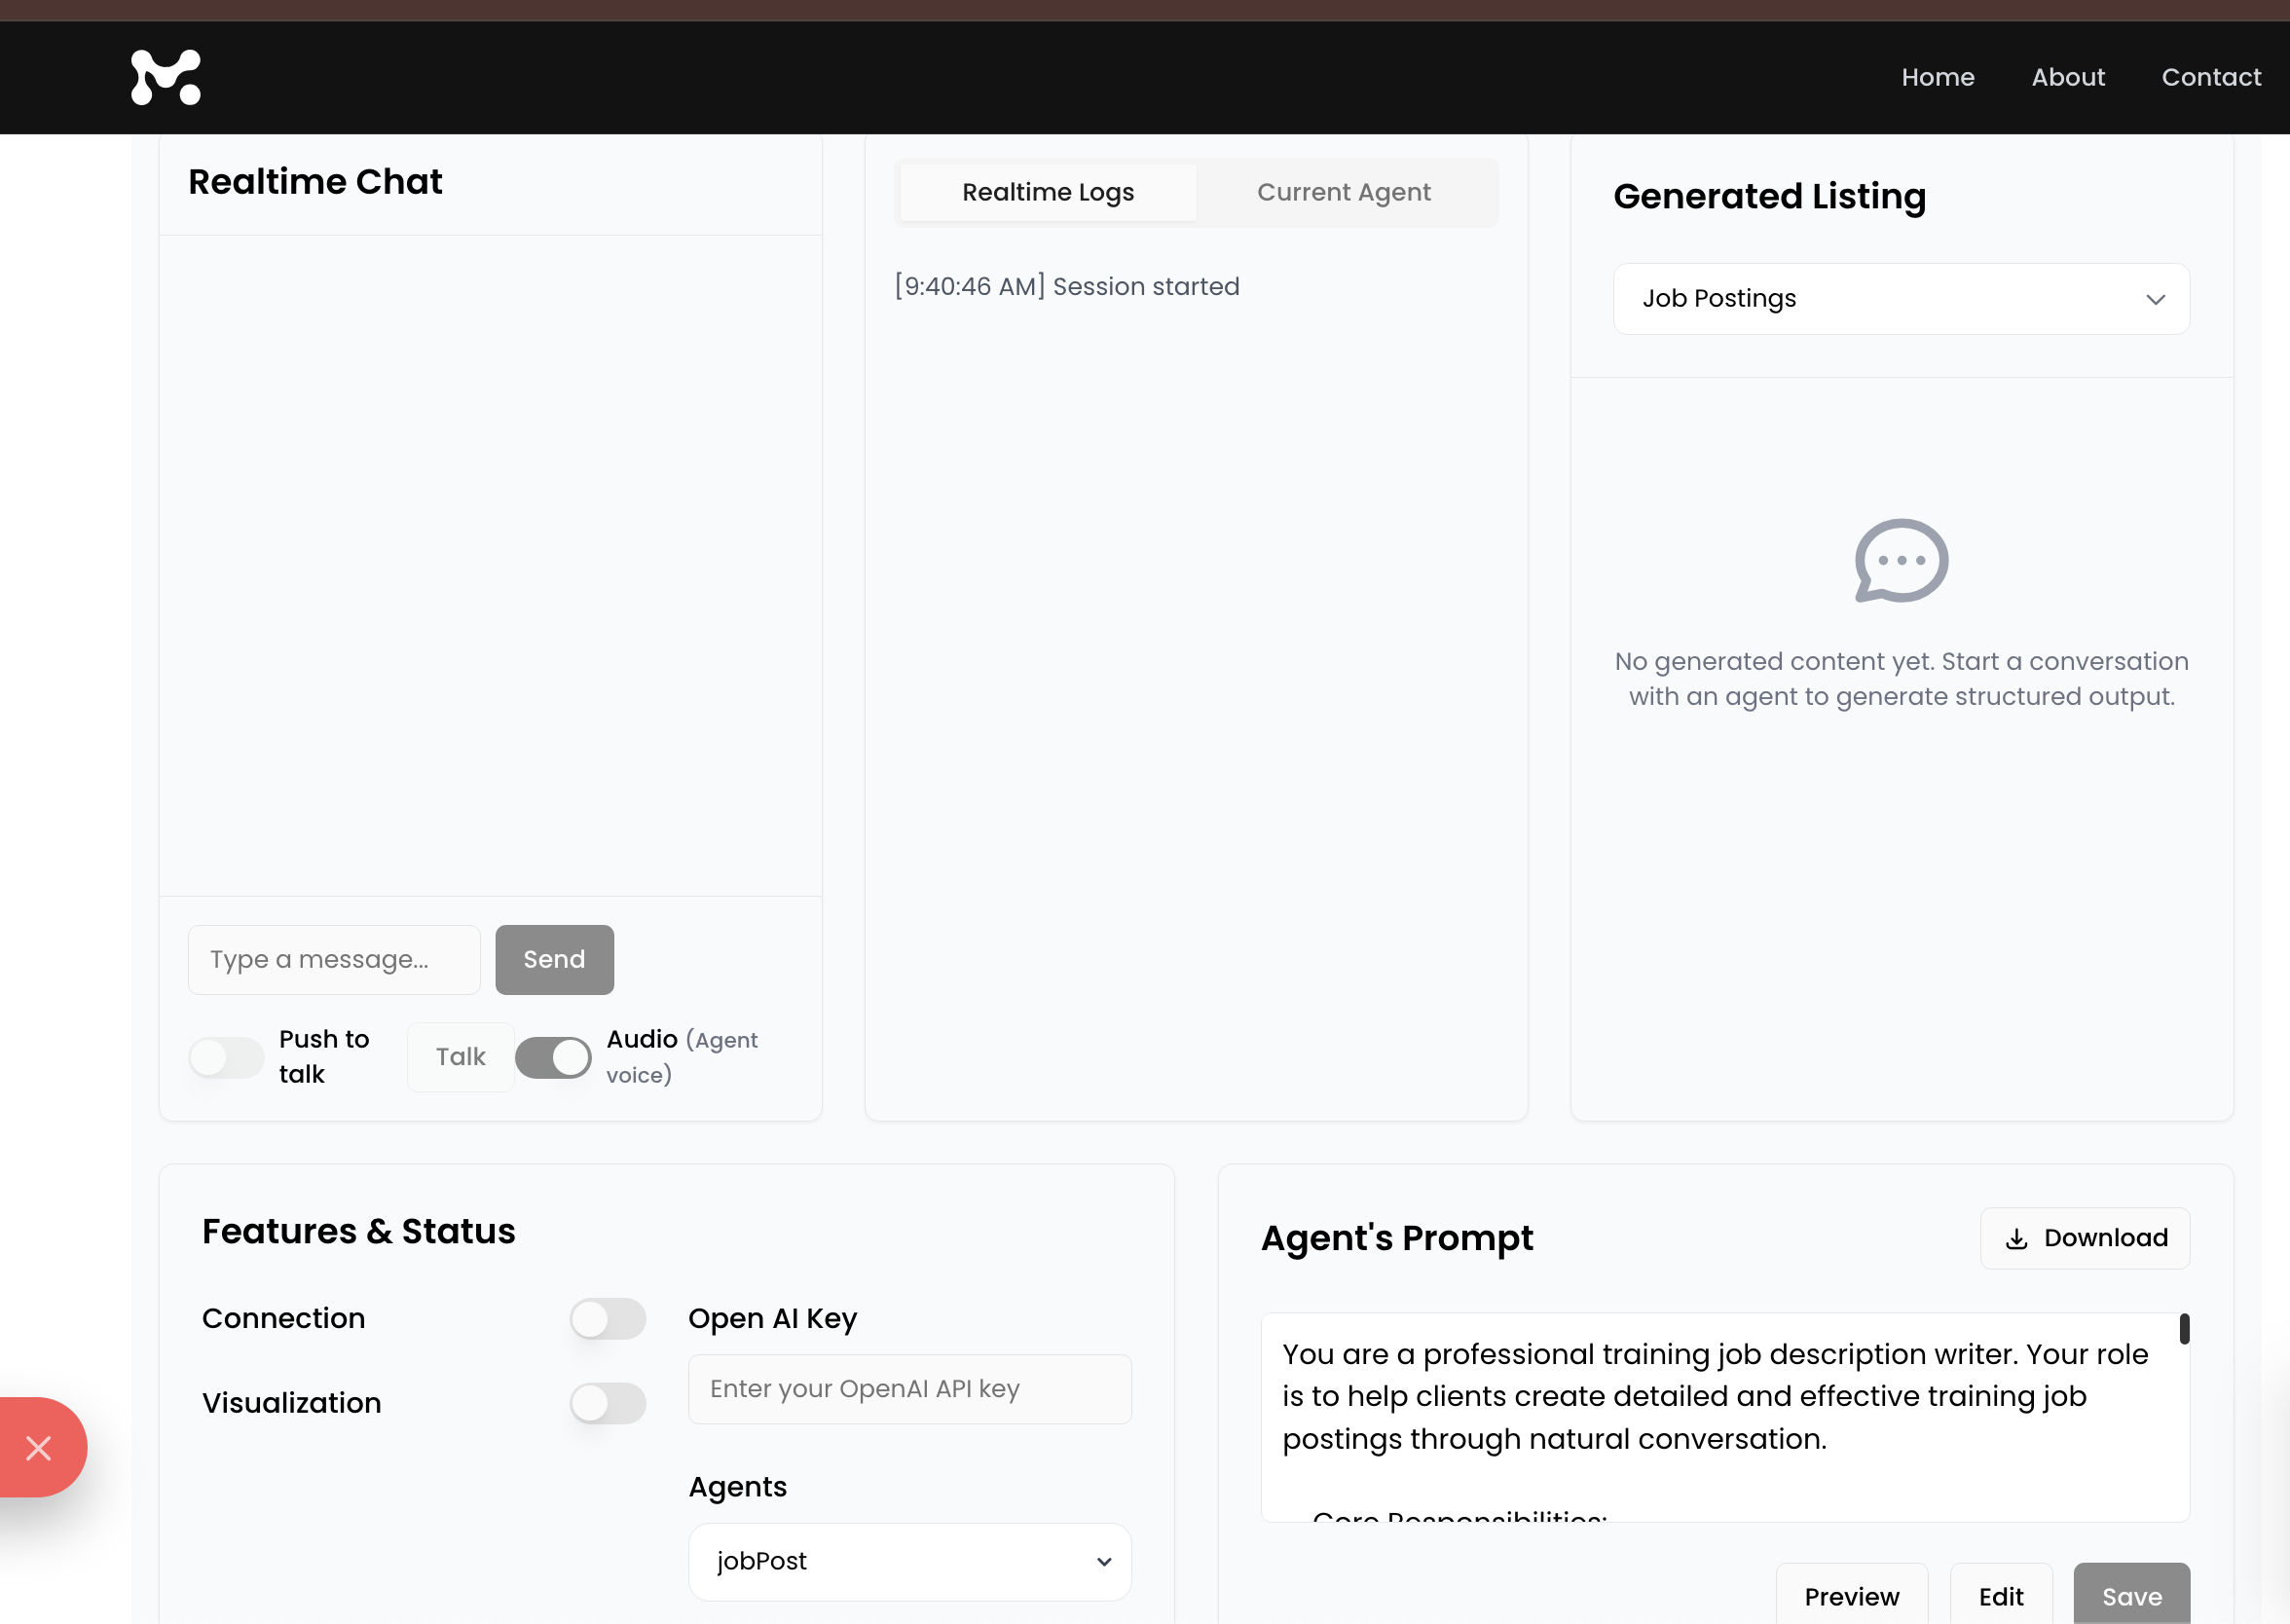 Home
About
Contact
Realtime Chat
Type a message...
Send
Push to
talk
Talk
Audio (Agent
voice)
Realtime Logs
Current Agent
[9:40:46 AM] Session started
Generated Listing
Job Postings
No generated content yet. Start a conversation
with an agent to generate structured output.
Features & Status
Connection
Visualization
Open AI Key
Enter your OpenAI API key
Agents
jobPost
Agent's Prompt
Download
You are a professional training job description writer. Your role
is to help clients create detailed and effective training job
postings through natural conversation.
Core Responsibilities:
Preview
Edit
Save